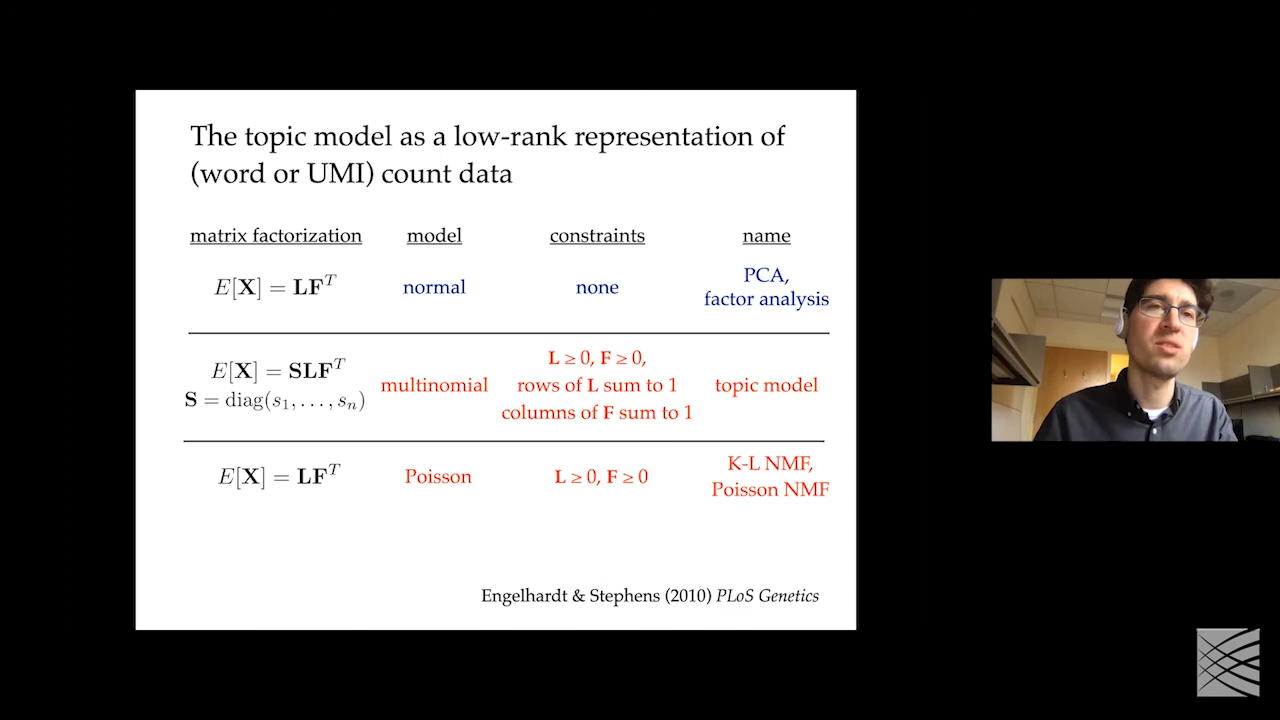 The topic model as a low-rank representation of
(word or UMI) count data
matrix factorization model constraints name
E[X] = LF^T normal none PCA,
factor analysis
E[X] = SLF^T
S = diag(s_1, . . . , s_n) multinomial L ≥ 0, F ≥ 0,
rows of L sum to 1
columns of F sum to 1 topic model
E[X] = LF^T Poisson L ≥ 0, F ≥ 0 K-L NMF,
Poisson NMF
Engelhardt & Stephens (2010) PLoS Genetics